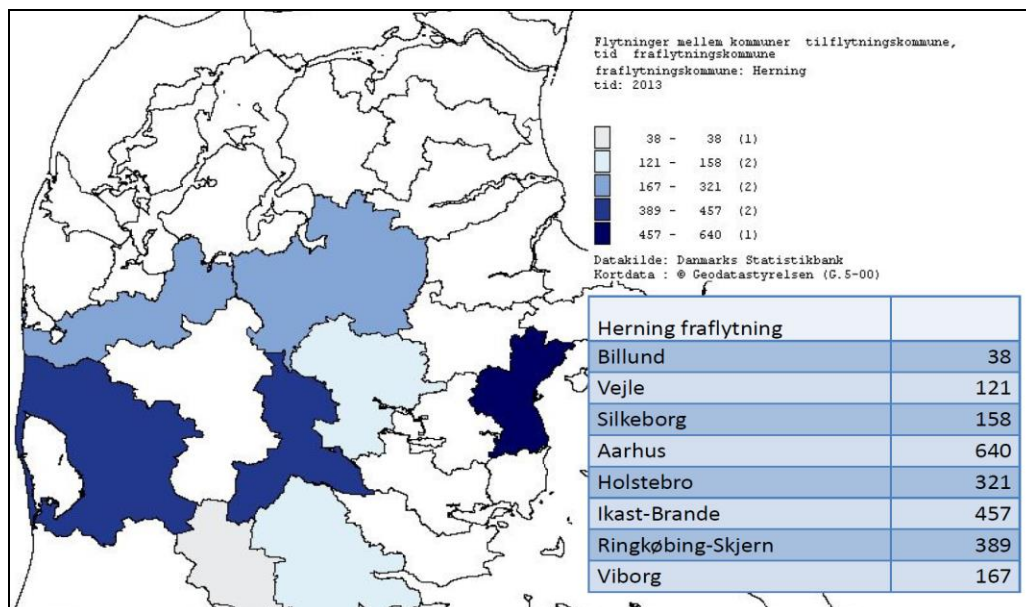 Flytninger mellem kommuner tilflytningskommune,
tid fraflytningskommune
fraflytningskommune: Herning
tid: 2013
38 - 38 (1)
121 - 158 (2)
167 - 321 (2)
389 - 457 (2)
457 - 640 (1)
Datakilde: Danmarks Statistikbank
Kortdata : © Geodatastyrelsen (G.5-00)
Herning fraflytning
Billund 38
Vejle 121
Silkeborg 158
Aarhus 640
Holstebro 321
Ikast-Brande 457
Ringkøbing-Skjern 389
Viborg 167